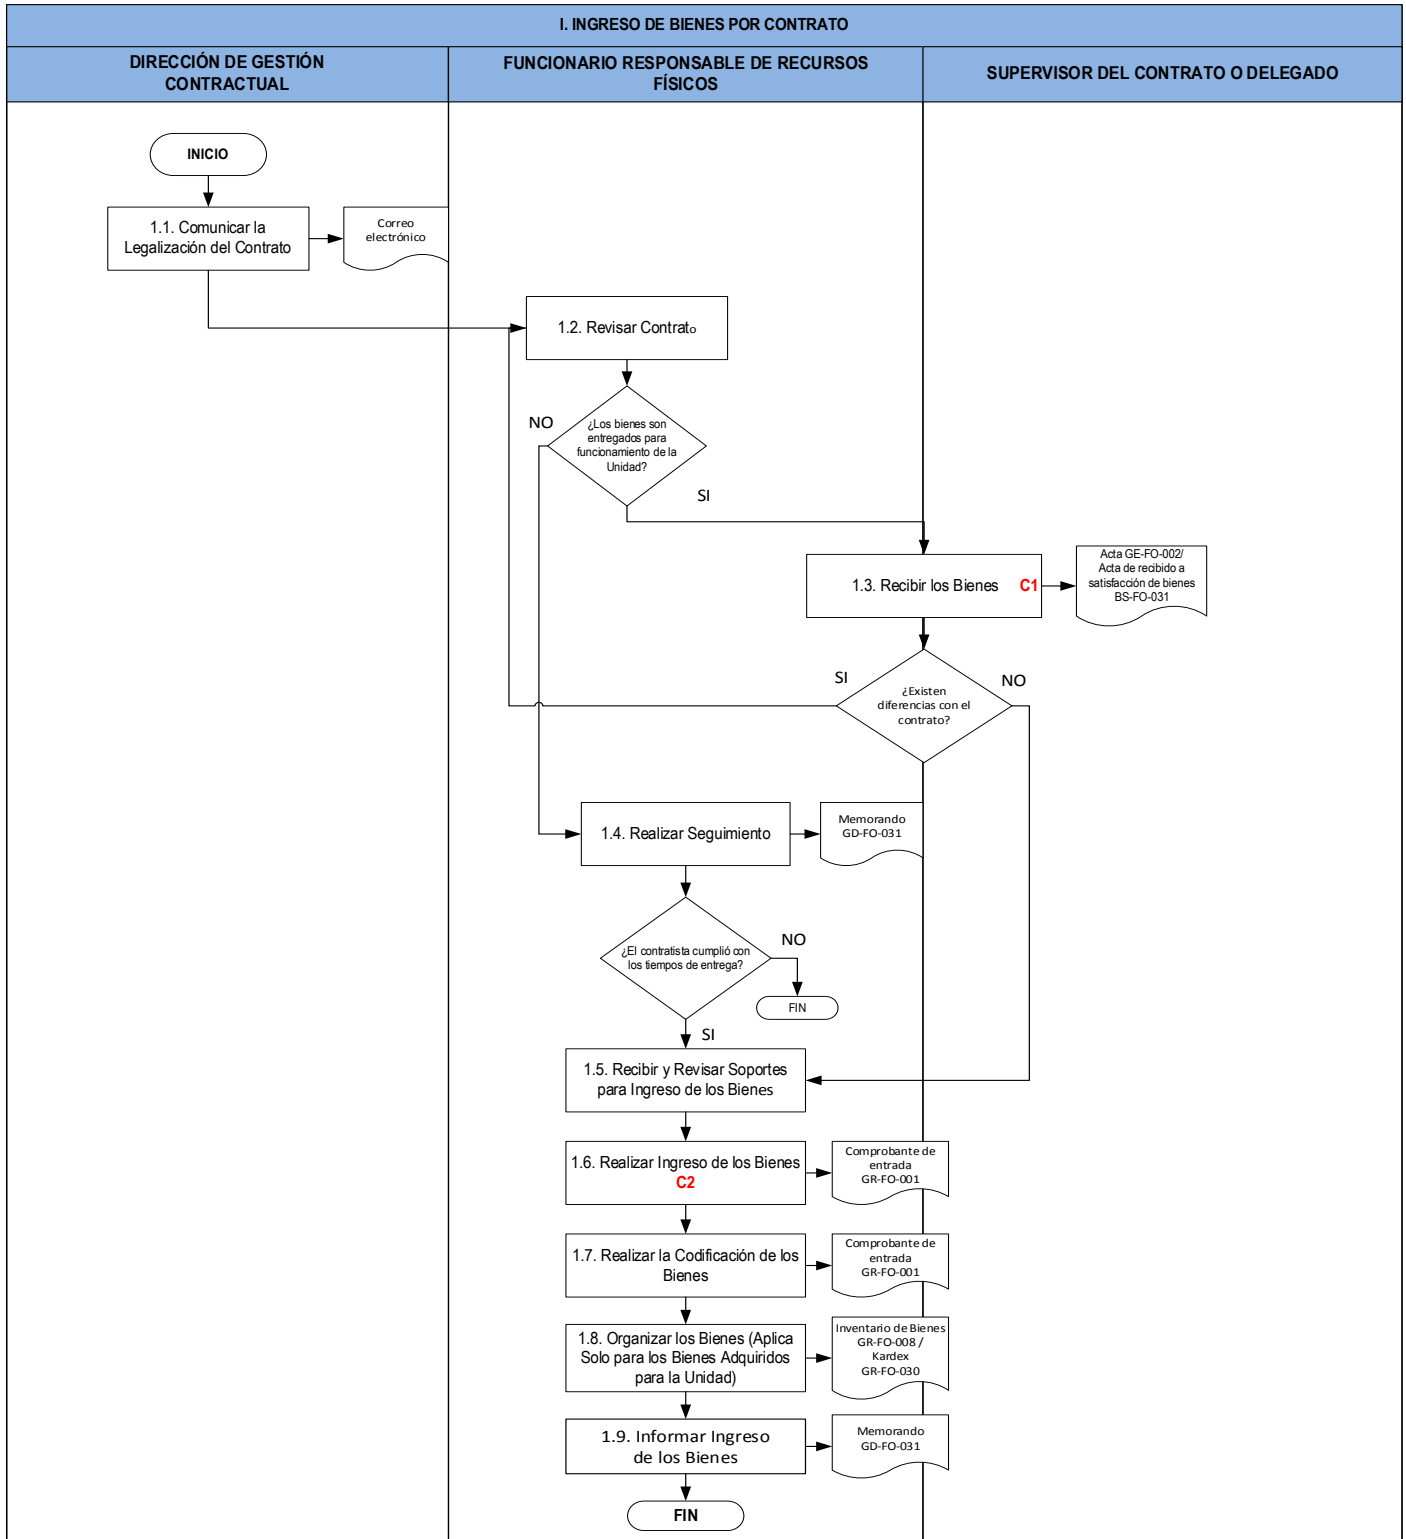 I. INGRESO DE BIENES POR CONTRATO
DIRECCIÓN DE GESTIÓN
CONTRACTUAL
FUNCIONARIO RESPONSABLE DE RECURSOS
FÍSICOS
SUPERVISOR DEL CONTRATO O DELEGADO
INICIO
1.1. Comunicar la
Legalización del Contrato
Correo
electrónico
1.2. Revisar Contrato
NO
¿Los bienes son
entregados para
funcionamiento de la
Unidad?
SI
1.3. Recibir los Bienes C1
Acta GE-FO-002/
Acta de recibido a
satisfacción de bienes
BS-FO-031
SI
¿Existen
diferencias con el
contrato?
NO
1.4. Realizar Seguimiento
Memorando
GD-FO-031
¿El contratista cumplió con
los tiempos de entrega?
NO
FIN
SI
1.5. Recibir y Revisar Soportes
para Ingreso de los Bienes
1.6. Realizar Ingreso de los Bienes
C2
Comprobante de
entrada
GR-FO-001
1.7. Realizar la Codificación de los
Bienes
Comprobante de
entrada
GR-FO-001
1.8. Organizar los Bienes (Aplica
Solo para los Bienes Adquiridos
para la Unidad)
Inventario de Bienes
GR-FO-008 /
Kardex
GR-FO-030
1.9. Informar Ingreso
de los Bienes
Memorando
GD-FO-031
FIN